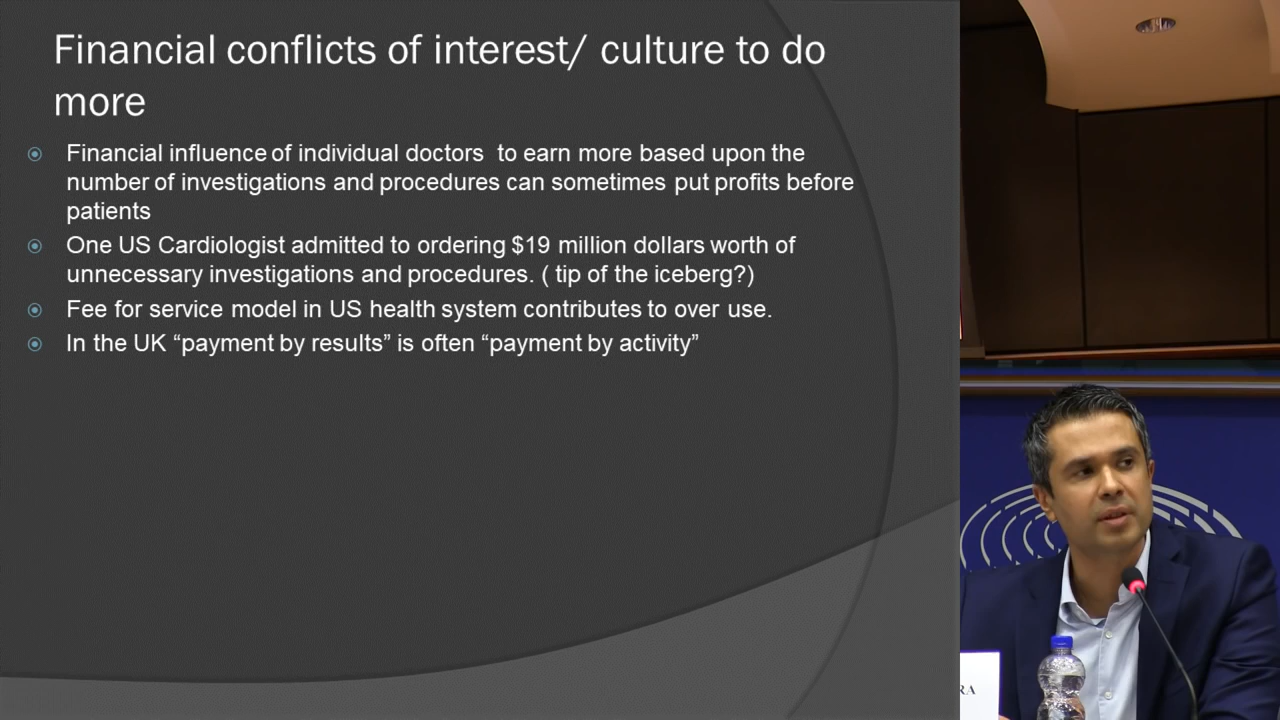 Financial conflicts of interest/ culture to do
more
Financial influence of individual doctors to earn more based upon the
number of investigations and procedures can sometimes put profits before
patients
One US Cardiologist admitted to ordering $19 million dollars worth of
unnecessary investigations and procedures. ( tip of the iceberg?)
Fee for service model in US health system contributes to over use.
In the UK “payment by results” is often “payment by activity”
RA